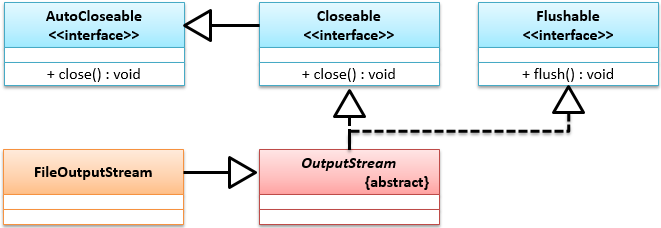 AutoCloseable
<<interface>>
+ close() : void
Closeable
<<interface>>
+ close() : void
Flushable
<<interface>>
+ flush() : void
FileOutputStream
OutputStream
{abstract}